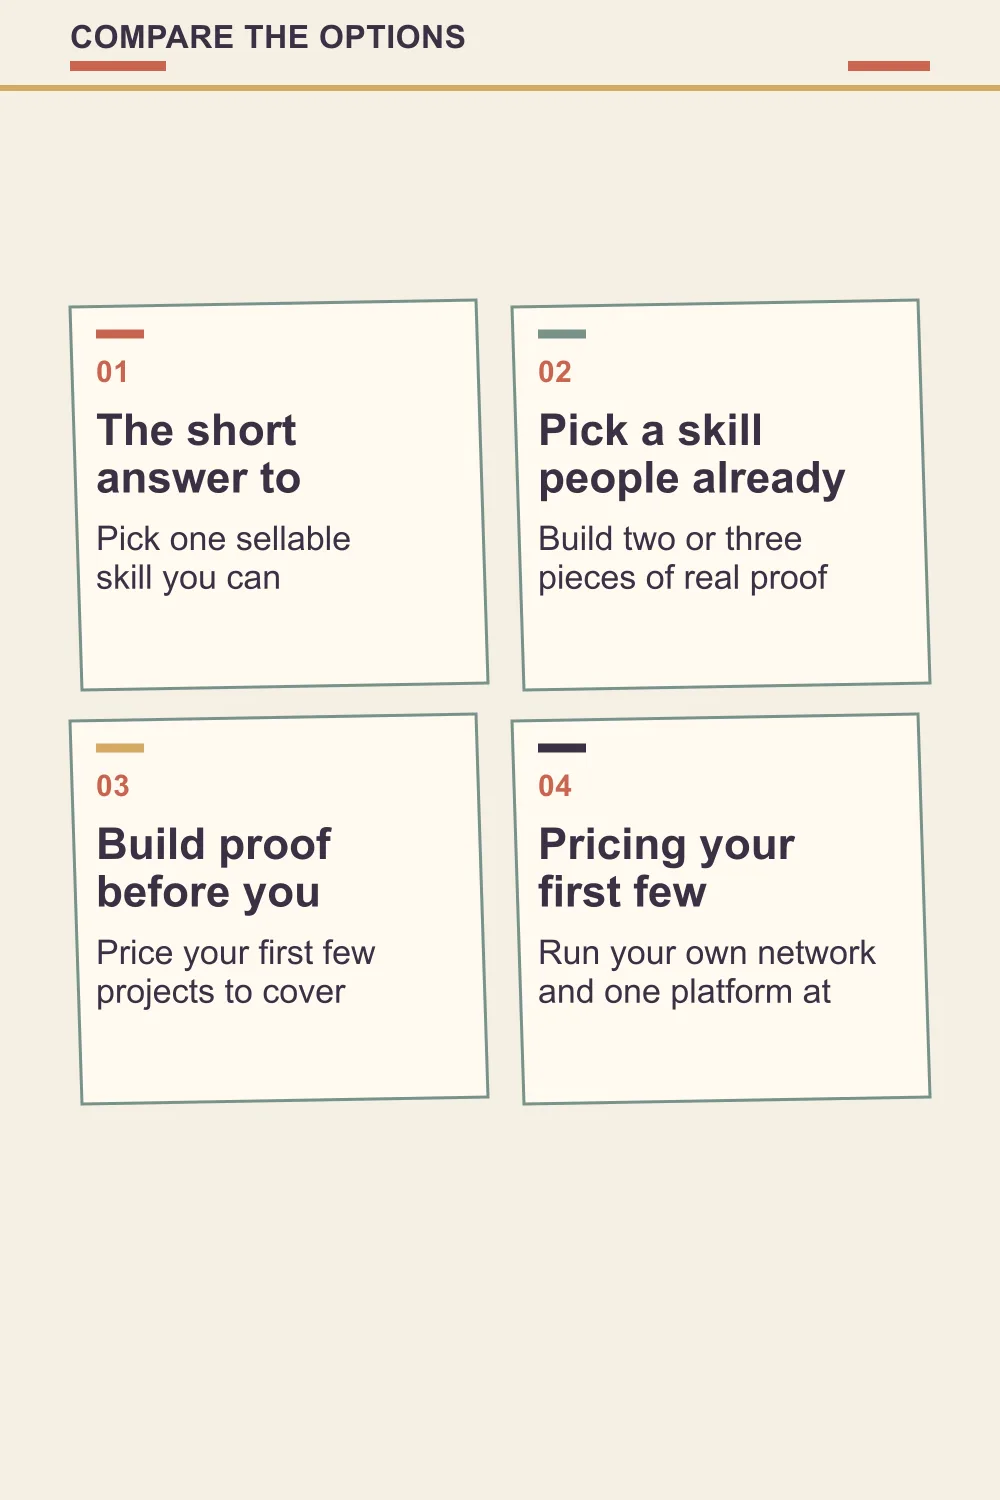 COMPARE THE OPTIONS
01
The short
answer to
Pick one sellable
skill you can
02
Pick a skill
people already
Build two or three
pieces of real proof
03
Build proof
before you
Price your first few
projects to cover
04
Pricing your
first few
Run your own network
and one platform at